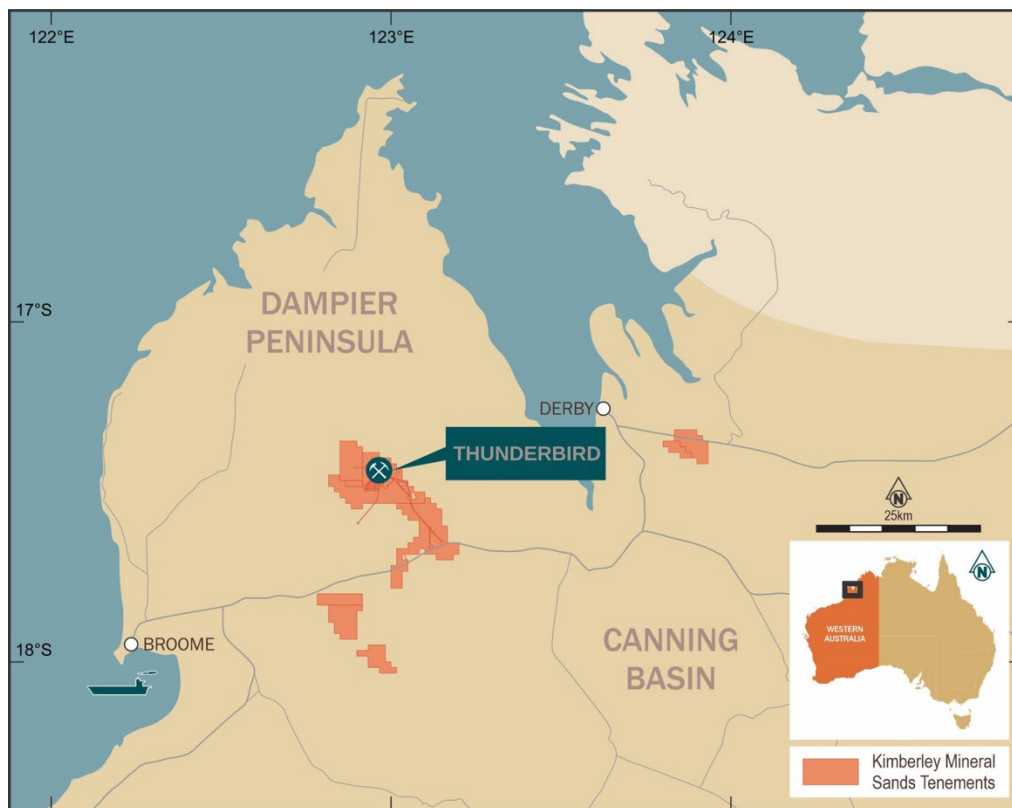 122°E
123°E
124°E
17°S
DAMPIER
PENINSULA
DERBY
THUNDERBIRD
N
25km
N
WESTERN
AUSTRALIA
BROOME
CANNING
BASIN
18°S
Kimberley Mineral
Sands Tenements